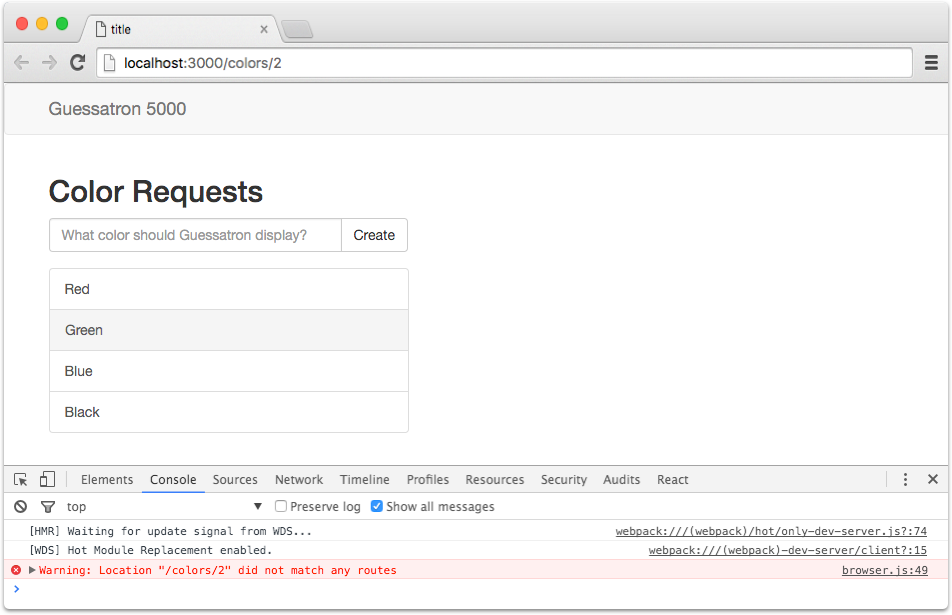 title
localhost:3000/colors/2
Guessatron 5000
Color Requests
What color should Guessatron display? Create
Red
Green
Blue
Black
Elements Console Sources Network Timeline Profiles Resources Security Audits React
top Preserve log Show all messages
[HMR] Waiting for update signal from WDS... webpack:///(webpack)/hot/only-dev-server.js?:74
[WDS] Hot Module Replacement enabled. webpack:///(webpack)-dev-server/client?:15
Warning: Location "/colors/2" did not match any routes browser.js:49